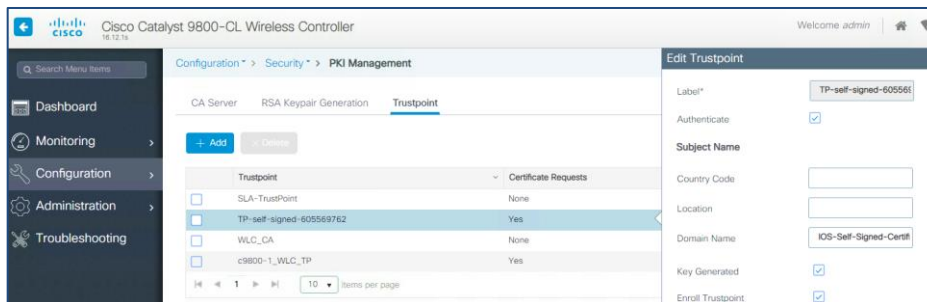 CISCO
Cisco Catalyst 9800-CL Wireless Controller
16.12.1s
Welcome admin
Search Menu Items
Dashboard
Monitoring
Configuration
Administration
Troubleshooting
Configuration > Security > PKI Management
CA Server RSA Keypair Generation Trustpoint
+ Add × Delete
Trustpoint Certificate Requests
SLA-TrustPoint None
TP-self-signed-605569762 Yes
WLC_CA None
c9800-1_WLC_TP Yes
1 10 items per page
Edit Trustpoint
Label* TP-self-signed-605569
Authenticate
Subject Name
Country Code
Location
Domain Name IOS-Self-Signed-Certifi
Key Generated
Enroll Trustpoint